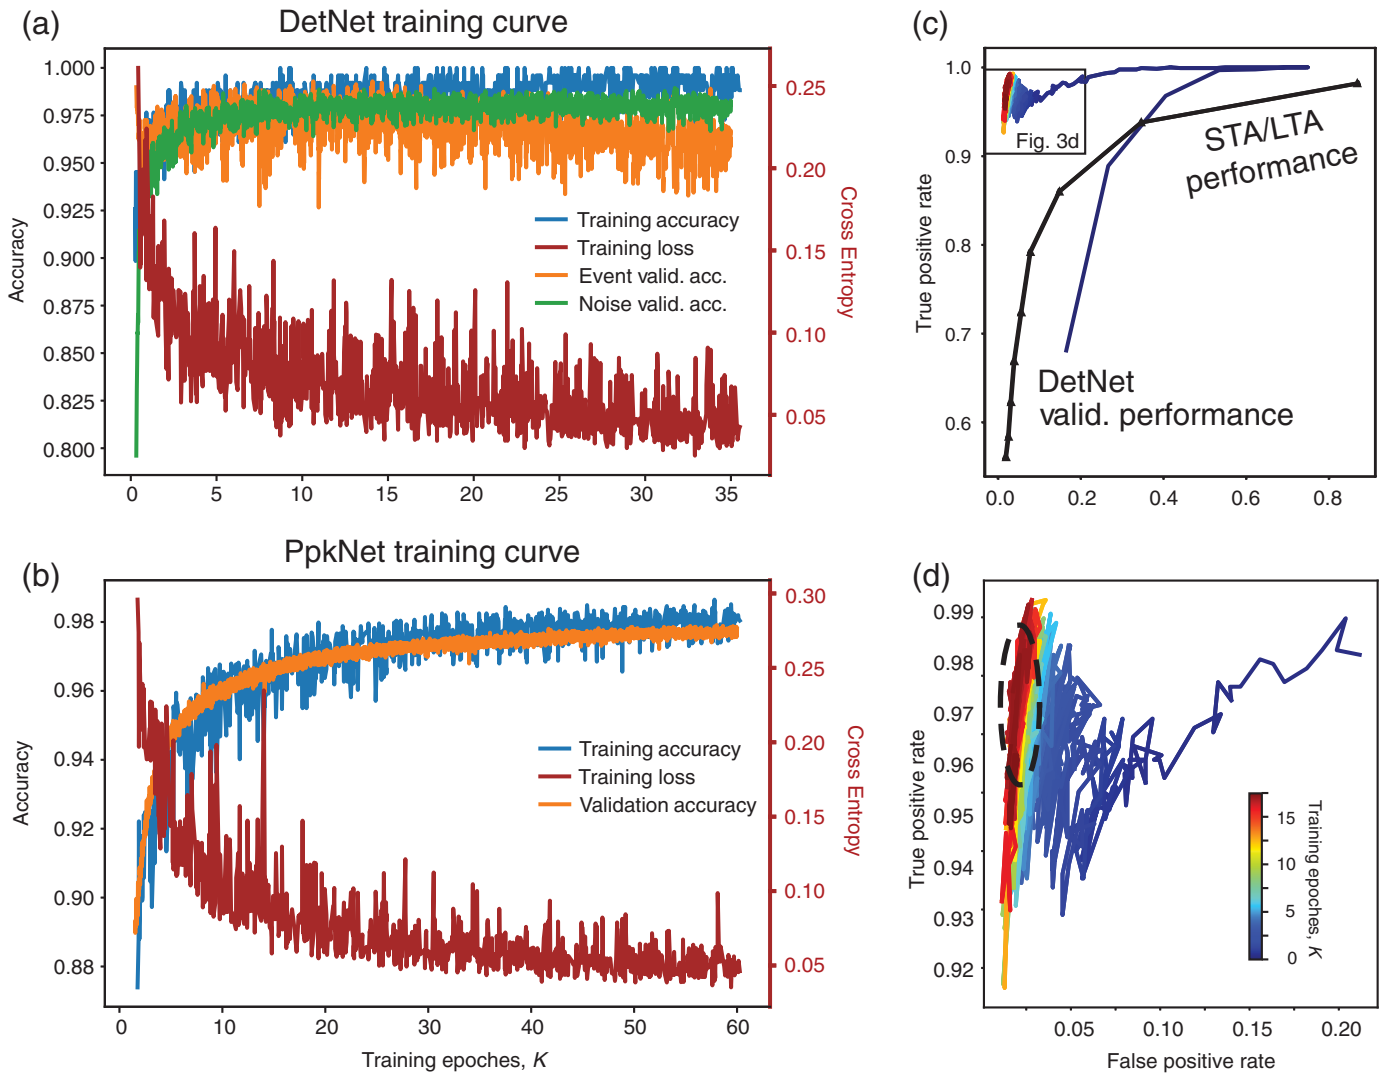 (a)
DetNet training curve
1.000
0.975
0.950
0.925
0.900
0.875
0.850
0.825
0.800
Accuracy
0.25
0.20
0.15
0.10
0.05
Cross Entropy
Training accuracy
Training loss
Event valid. acc.
Noise valid. acc.
0 5 10 15 20 25 30 35
(c)
1.0
0.9
0.8
0.7
0.6
True positive rate
Fig. 3d
STA/LTA
performance
DetNet
valid. performance
0.0 0.2 0.4 0.6 0.8
(b)
PpkNet training curve
0.98
0.96
0.94
0.92
0.90
0.88
Accuracy
0.30
0.25
0.20
0.15
0.10
0.05
Cross Entropy
Training accuracy
Training loss
Validation accuracy
0 10 20 30 40 50 60
Training epoches, K
(d)
0.99
0.98
0.97
0.96
0.95
0.94
0.93
0.92
True positive rate
15
10
5
0
Training epoches, K
0.05 0.10 0.15 0.20
False positive rate